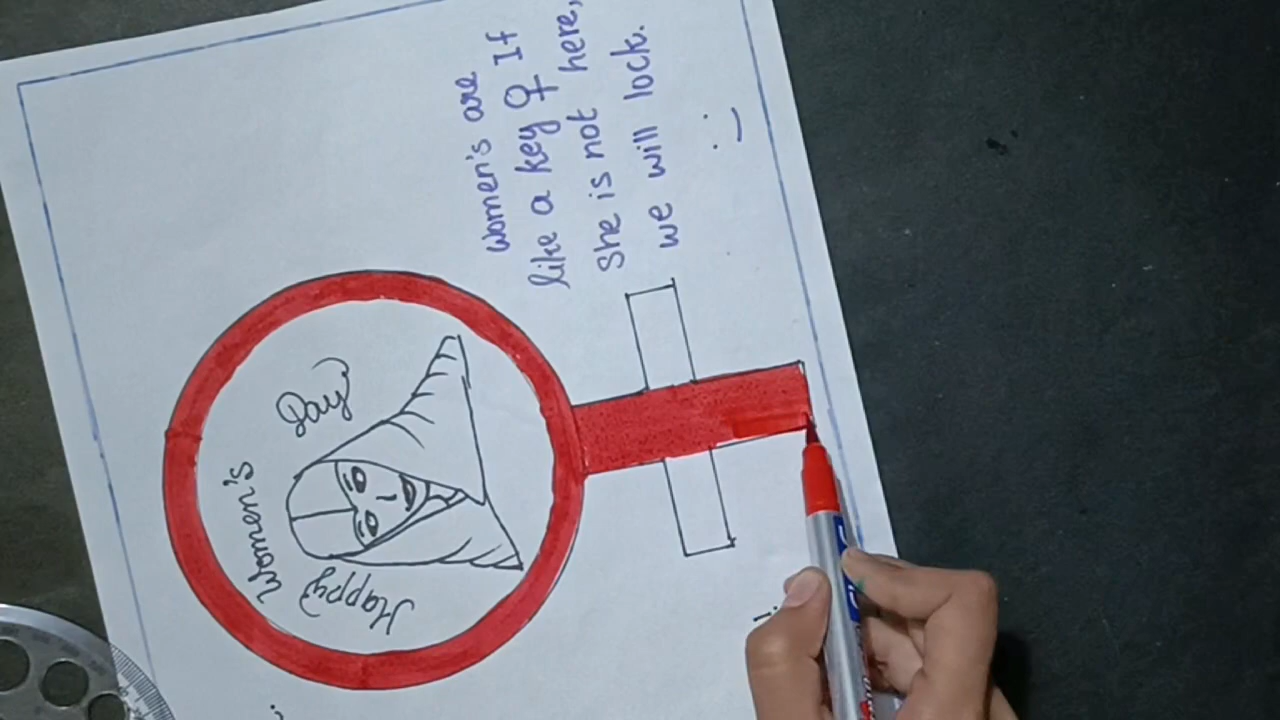 Happy
Women's
Day
Women's are
like a key If
She is not here,
we will lock.